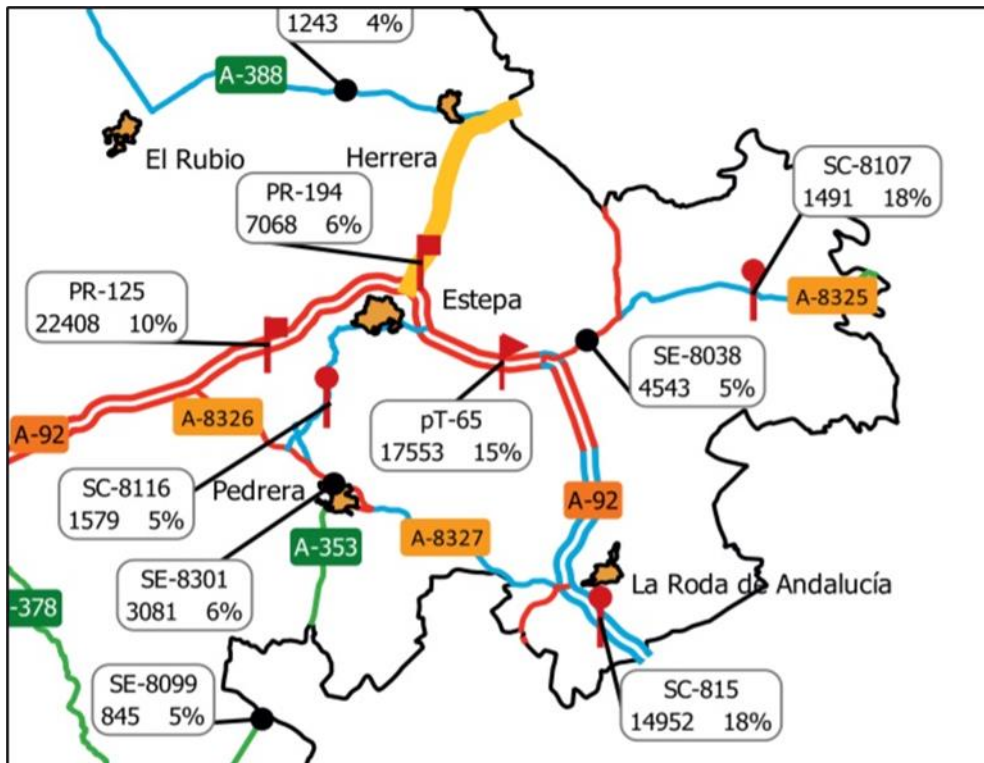 1243 4%
A-388
El Rubio
Herrera
SC-8107
1491 18%
PR-194
7068 6%
PR-125
22408 10%
Estepa
A-8325
SE-8038
4543 5%
A-8326
A-92
pT-65
17553 15%
SC-8116
1579 5%
Pedrera
A-92
A-8327
A-353
SE-8301
3081 6%
La Roda de Andalucía
-378
SE-8099
845 5%
SC-815
14952 18%